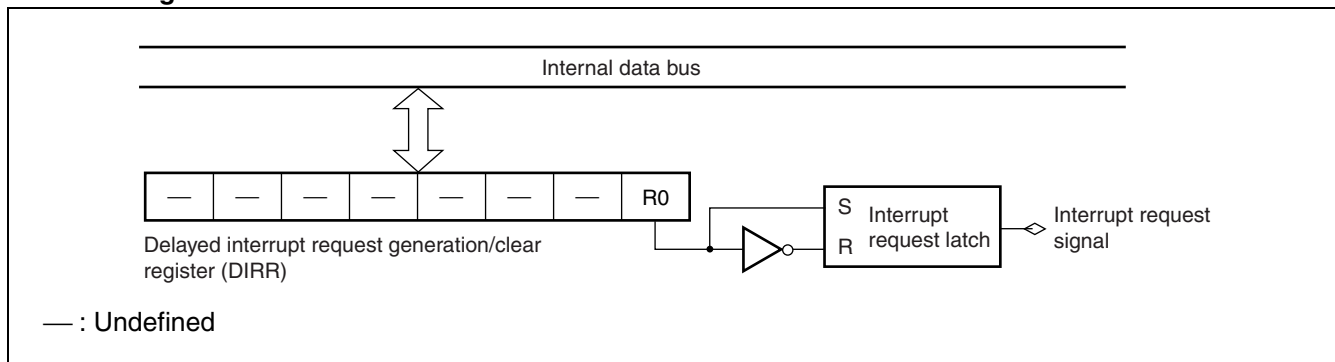 Internal data bus
— — — — — — — R0
Delayed interrupt request generation/clear
register (DIRR)
S
R
Interrupt
request latch
Interrupt request
signal
— : Undefined